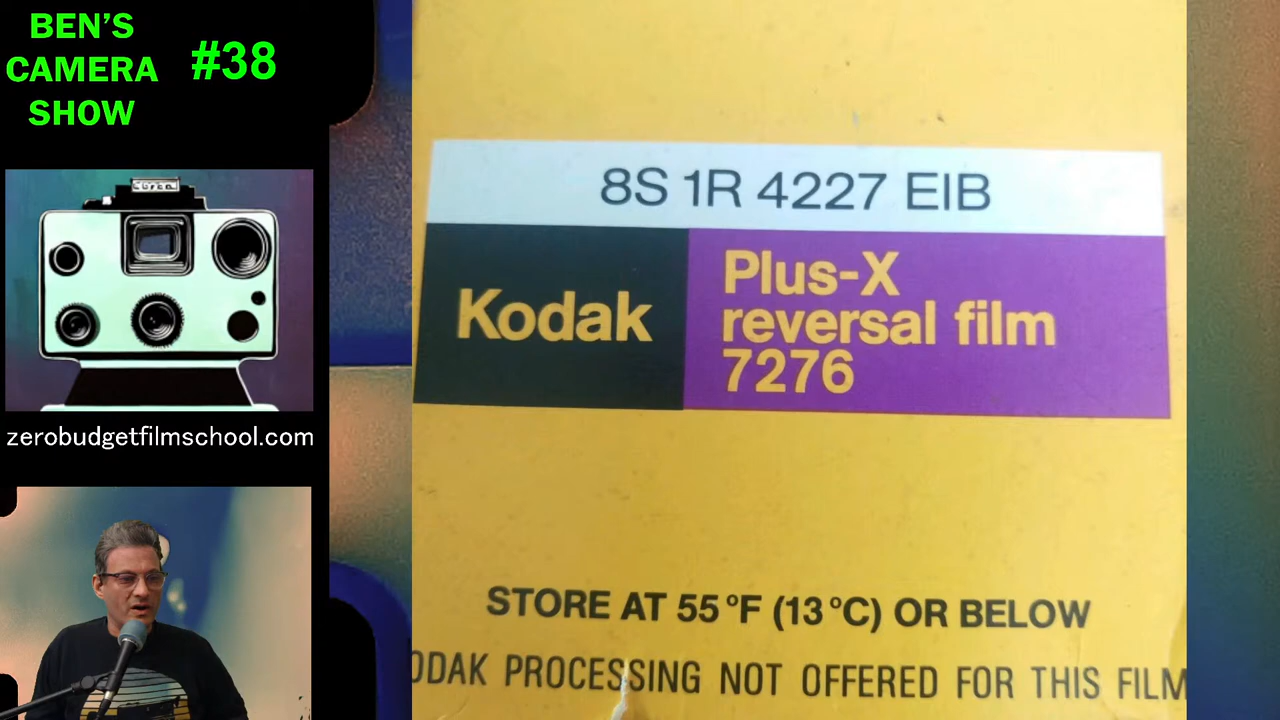 BEN'S
CAMERA
SHOW
#38
zerobudgetfilmschool.com
8S 1R 4227 EIB
Kodak
Plus-X
reversal film
7276
STORE AT 55°F (13°C) OR BELOW
ODAK PROCESSING NOT OFFERED FOR THIS FILM